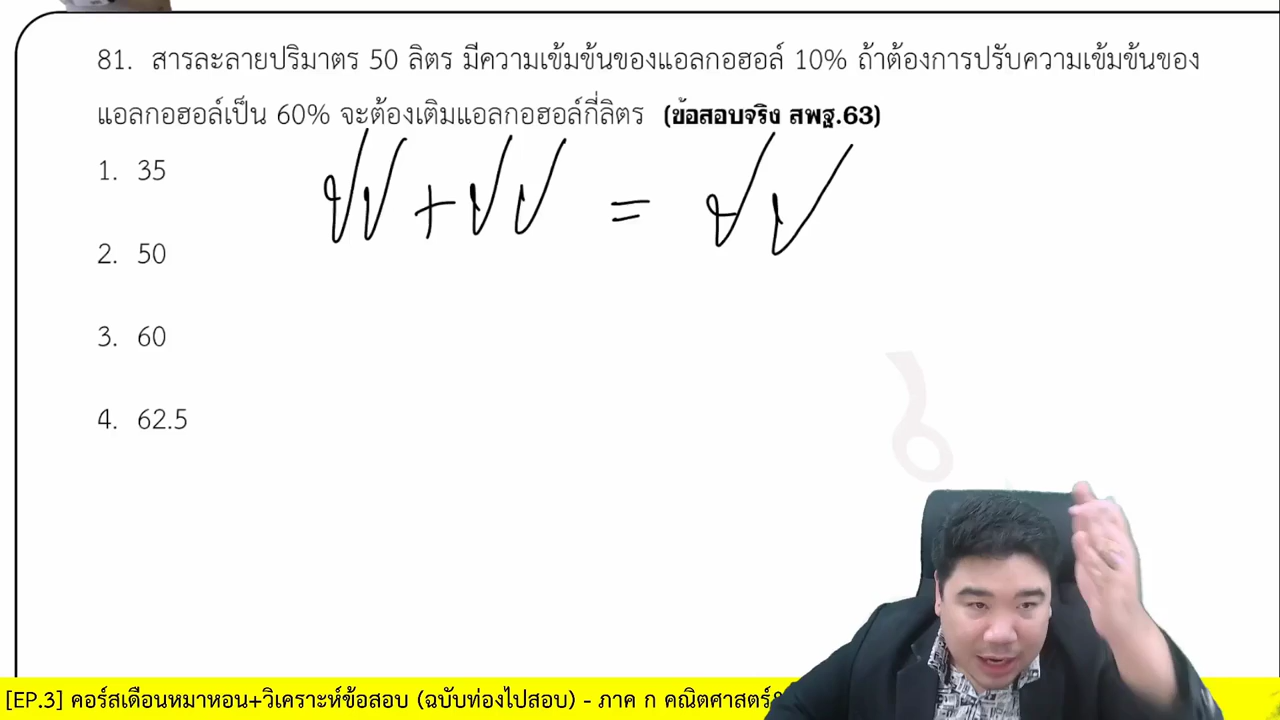 81. สารละลายปริมาตร 50 ลิตร มีความเข้มข้นของแอลกอฮอล์ 10% ถ้าต้องการปรับความเข้มข้นของ
แอลกอฮอล์เป็น 60% จะต้องเติมแอลกอฮอล์กี่ลิตร (ข้อสอบจริง สพฐ.63)
1. 35
ปป + ปป = ปป
2. 50
3. 60
4. 62.5
[EP.3] คอร์สเดือนหมาหอน+วิเคราะห์ข้อสอบ (ฉบับท่องไปสอบ) - ภาค ก คณิตศาสตร์